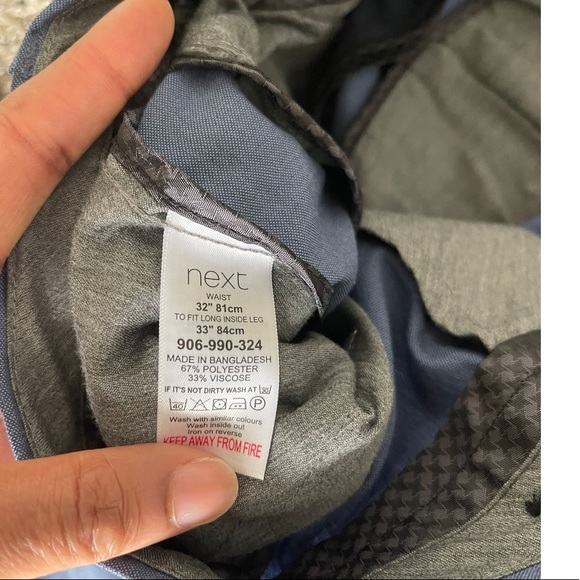 next
WAIST
32" 81cm
TO FIT LONG INSIDE LEG
33" 84cm
906-990-324
MADE IN BANGLADESH
67% POLYESTER
33% VISCOSE
IF IT'S NOT DIRTY WASH AT 30
40 P
Wash with similar colours
Wash inside out
Iron on reverse
KEEP AWAY FROM FIRE